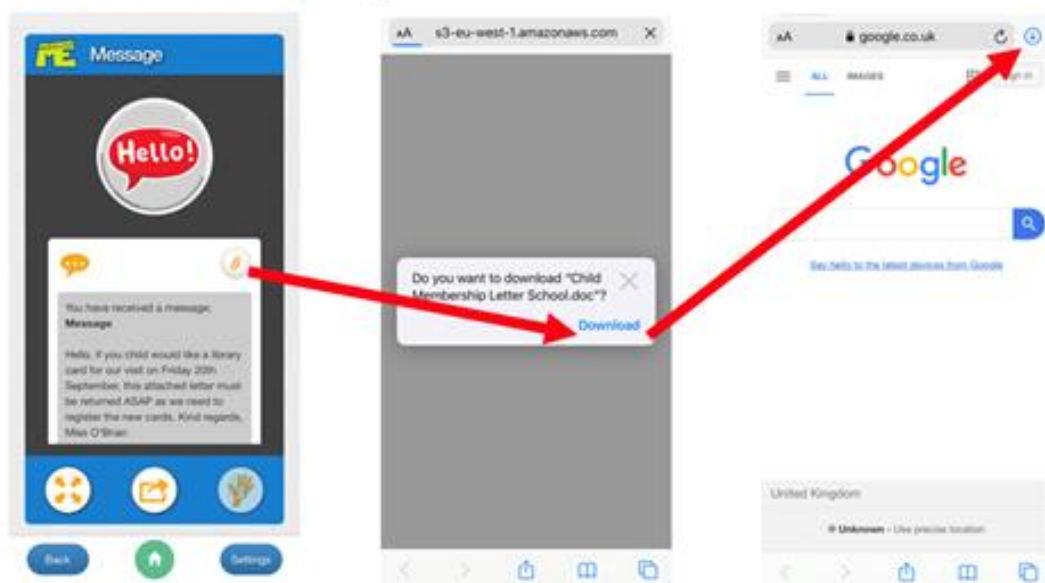 ME Message
Hello!
You have received a message:
Message
Hello, if you child would like a library
card for our visit on Friday 20th
September, this attached letter must
be returned ASAP as we need to
register the new cards. Kind regards,
Miss O'Brian
Back
Settings
AA s3-eu-west-1.amazonaws.com
Do you want to download "Child
Membership Letter School.doc"?
Download
AA google.co.uk
ALL IMAGES in
Google
Say hello to the latest devices from Google
United Kingdom
Unknown - Use precise location